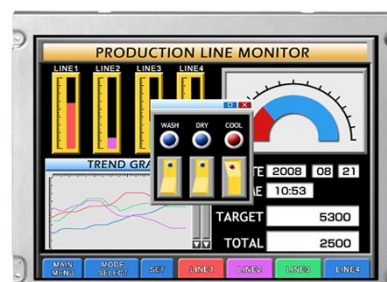 PRODUCTION LINE MONITOR
LINE1 LINE2 LINE3 LINE4
WASH DRY COOL
TREND GRA
TE 2008 08 21
ME 10:53
TARGET 5300
TOTAL 2500
MAIN MENU
MODE SELECT
SET
LINE1
LINE2
LINE3
LINE4